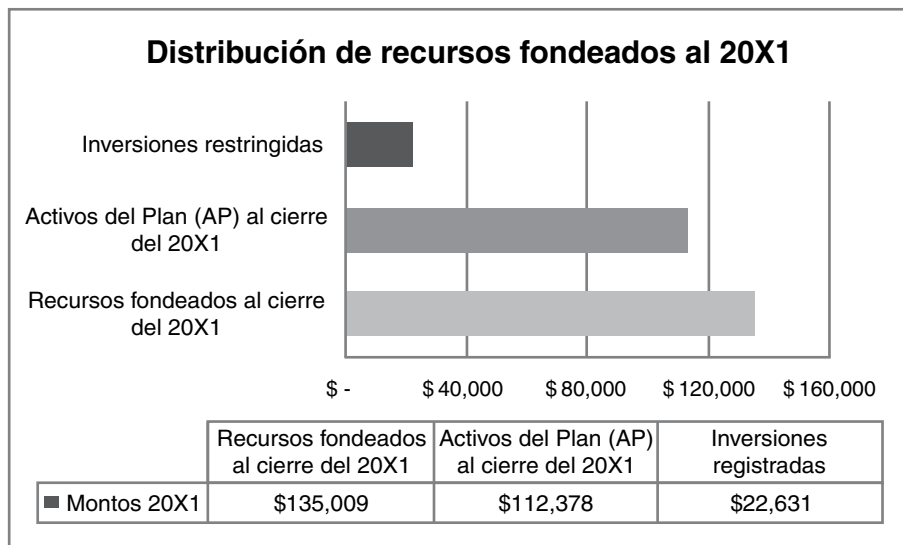 Distribución de recursos fondeados al 20X1
Inversiones restringidas
Activos del Plan (AP) al cierre
del 20X1
Recursos fondeados al cierre
del 20X1
$ - $ 40,000 $ 80,000 $ 120,000 $ 160,000
Recursos fondeados
al cierre del 20X1
Activos del Plan (AP)
al cierre del 20X1
Inversiones
registradas
Montos 20X1 $135,009 $112,378 $22,631